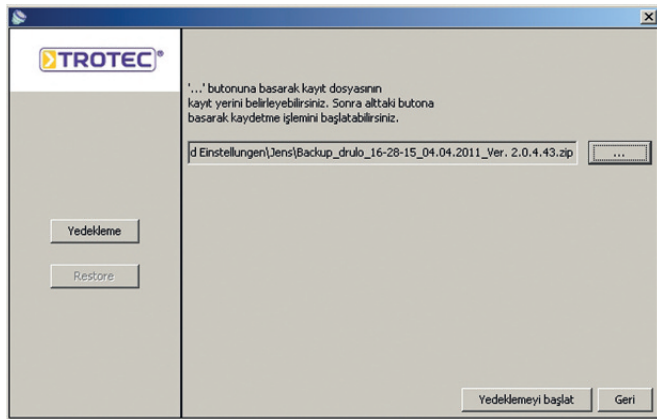 TROTEC®
'...' butonuna basarak kayıt dosyasının
kayıt yerini belirleyebilirsiniz. Sonra alttaki butona
basarak kaydetme işlemini başlatabilirsiniz.
d Einstellungen\Jens\Backup_drulo_16-28-15_04.04.2011_Ver. 2.0.4.43.zip
...
Yedekleme
Restore
Yedeklemeyi başlat
Geri